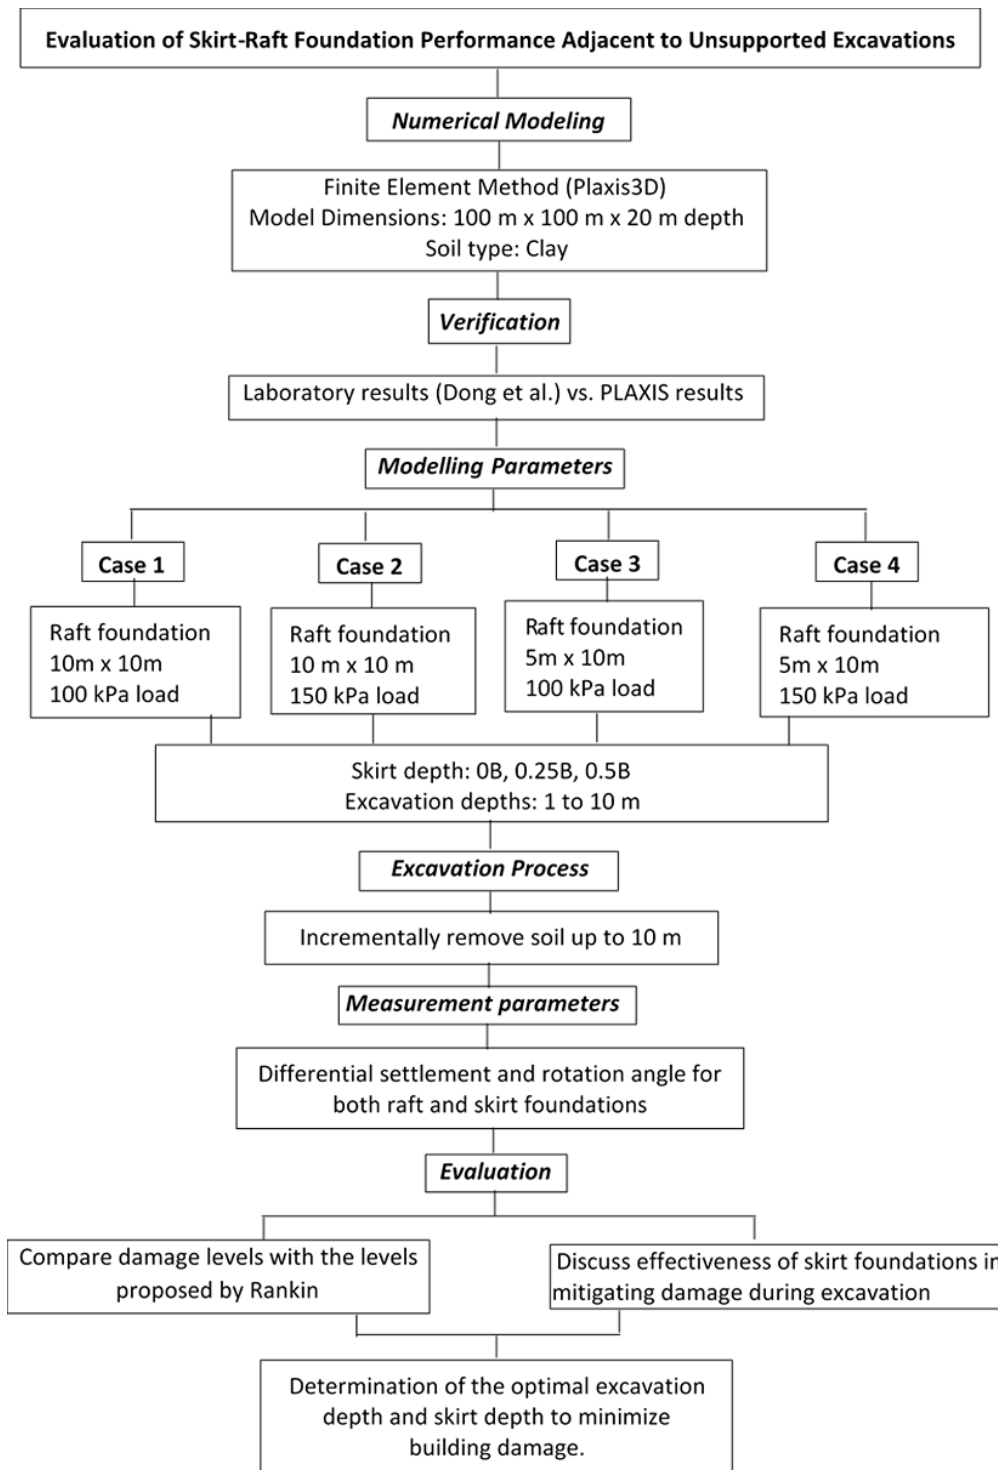 Evaluation of Skirt-Raft Foundation Performance Adjacent to Unsupported Excavations
Numerical Modeling
Finite Element Method (Plaxis3D)
Model Dimensions: 100 m x 100 m x 20 m depth
Soil type: Clay
Verification
Laboratory results (Dong et al.) vs. PLAXIS results
Modelling Parameters
Case 1
Raft foundation
10m x 10m
100 kPa load
Case 2
Raft foundation
10 m x 10 m
150 kPa load
Case 3
Raft foundation
5m x 10m
100 kPa load
Case 4
Raft foundation
5m x 10m
150 kPa load
Skirt depth: 0B, 0.25B, 0.5B
Excavation depths: 1 to 10 m
Excavation Process
Incrementally remove soil up to 10 m
Measurement parameters
Differential settlement and rotation angle for
both raft and skirt foundations
Evaluation
Compare damage levels with the levels
proposed by Rankin
Discuss effectiveness of skirt foundations in
mitigating damage during excavation
Determination of the optimal excavation
depth and skirt depth to minimize
building damage.